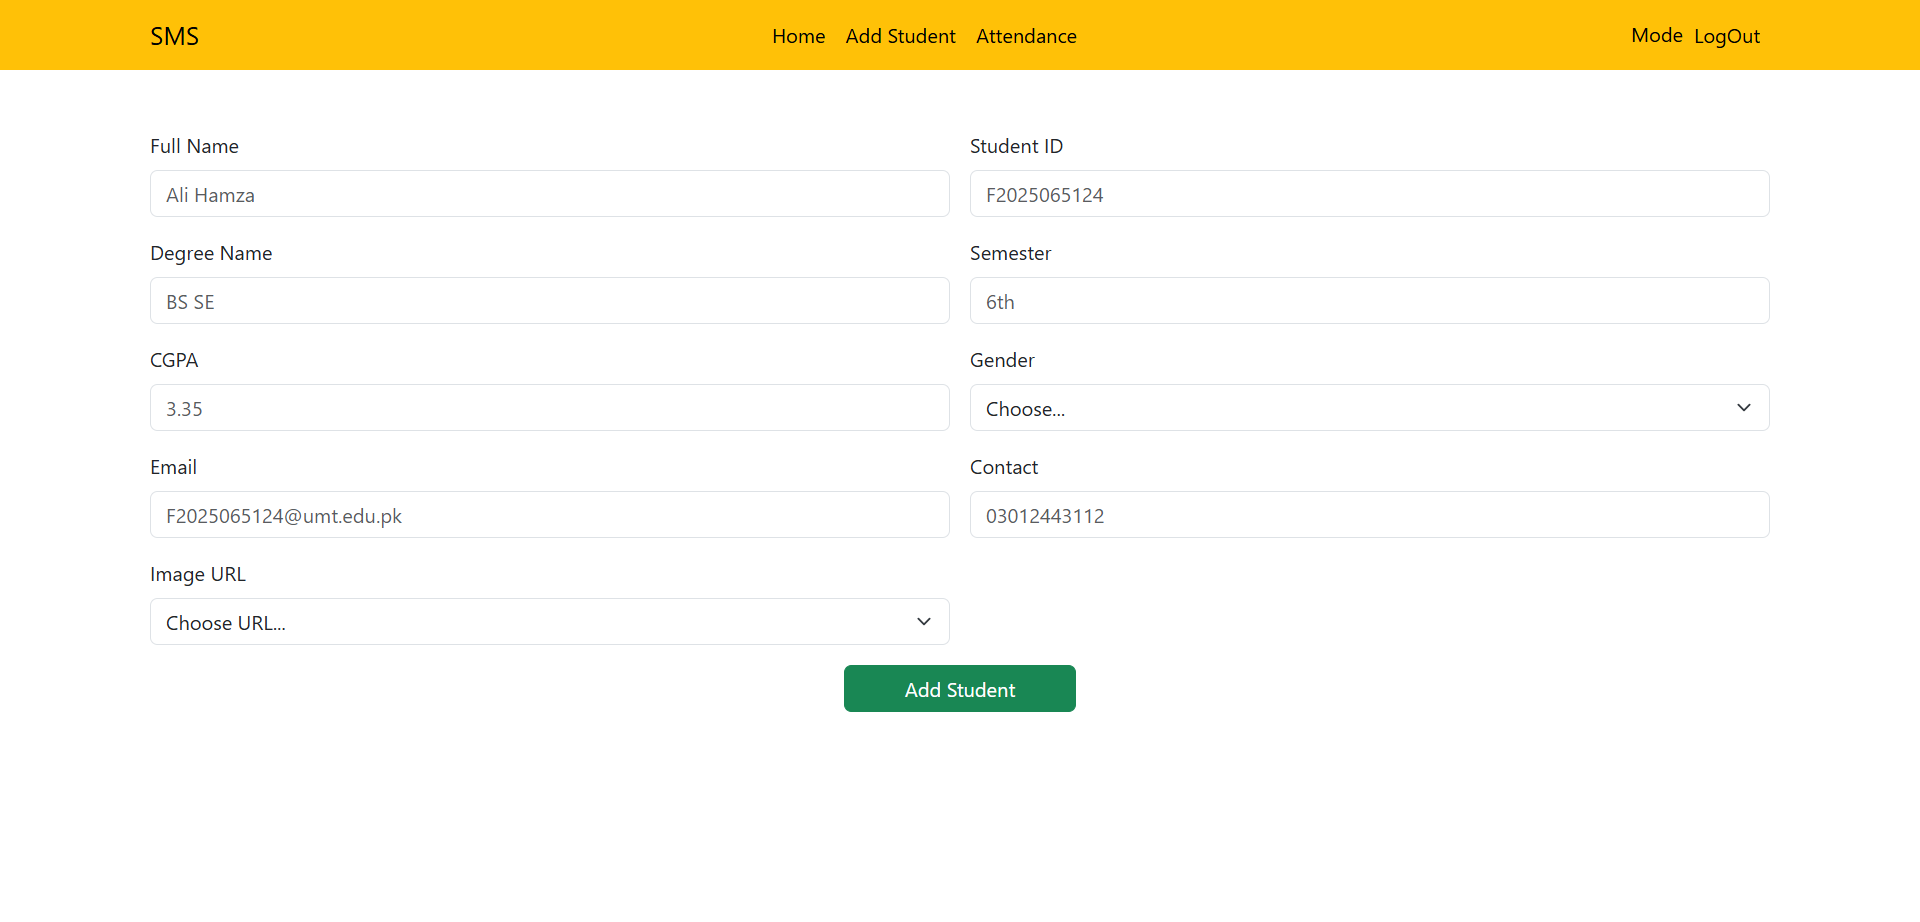 SMS
Home Add Student Attendance
Mode LogOut
Full Name
Student ID
Ali Hamza
F2025065124
Degree Name
Semester
BS SE
6th
CGPA
Gender
3.35
Choose...
Email
Contact
F2025065124@umt.edu.pk
03012443112
Image URL
Choose URL...
Add Student